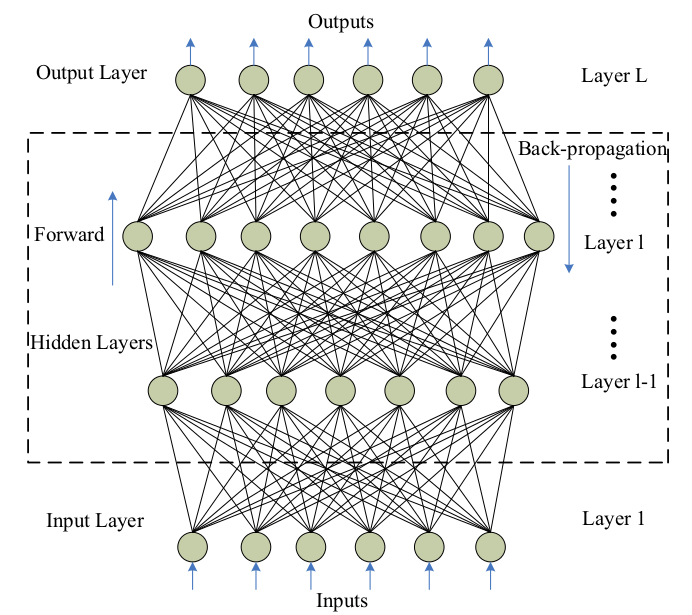 Outputs
Output Layer
Layer L
Back-propagation
Forward
Layer l
Hidden Layers
Layer l-1
Input Layer
Layer 1
Inputs